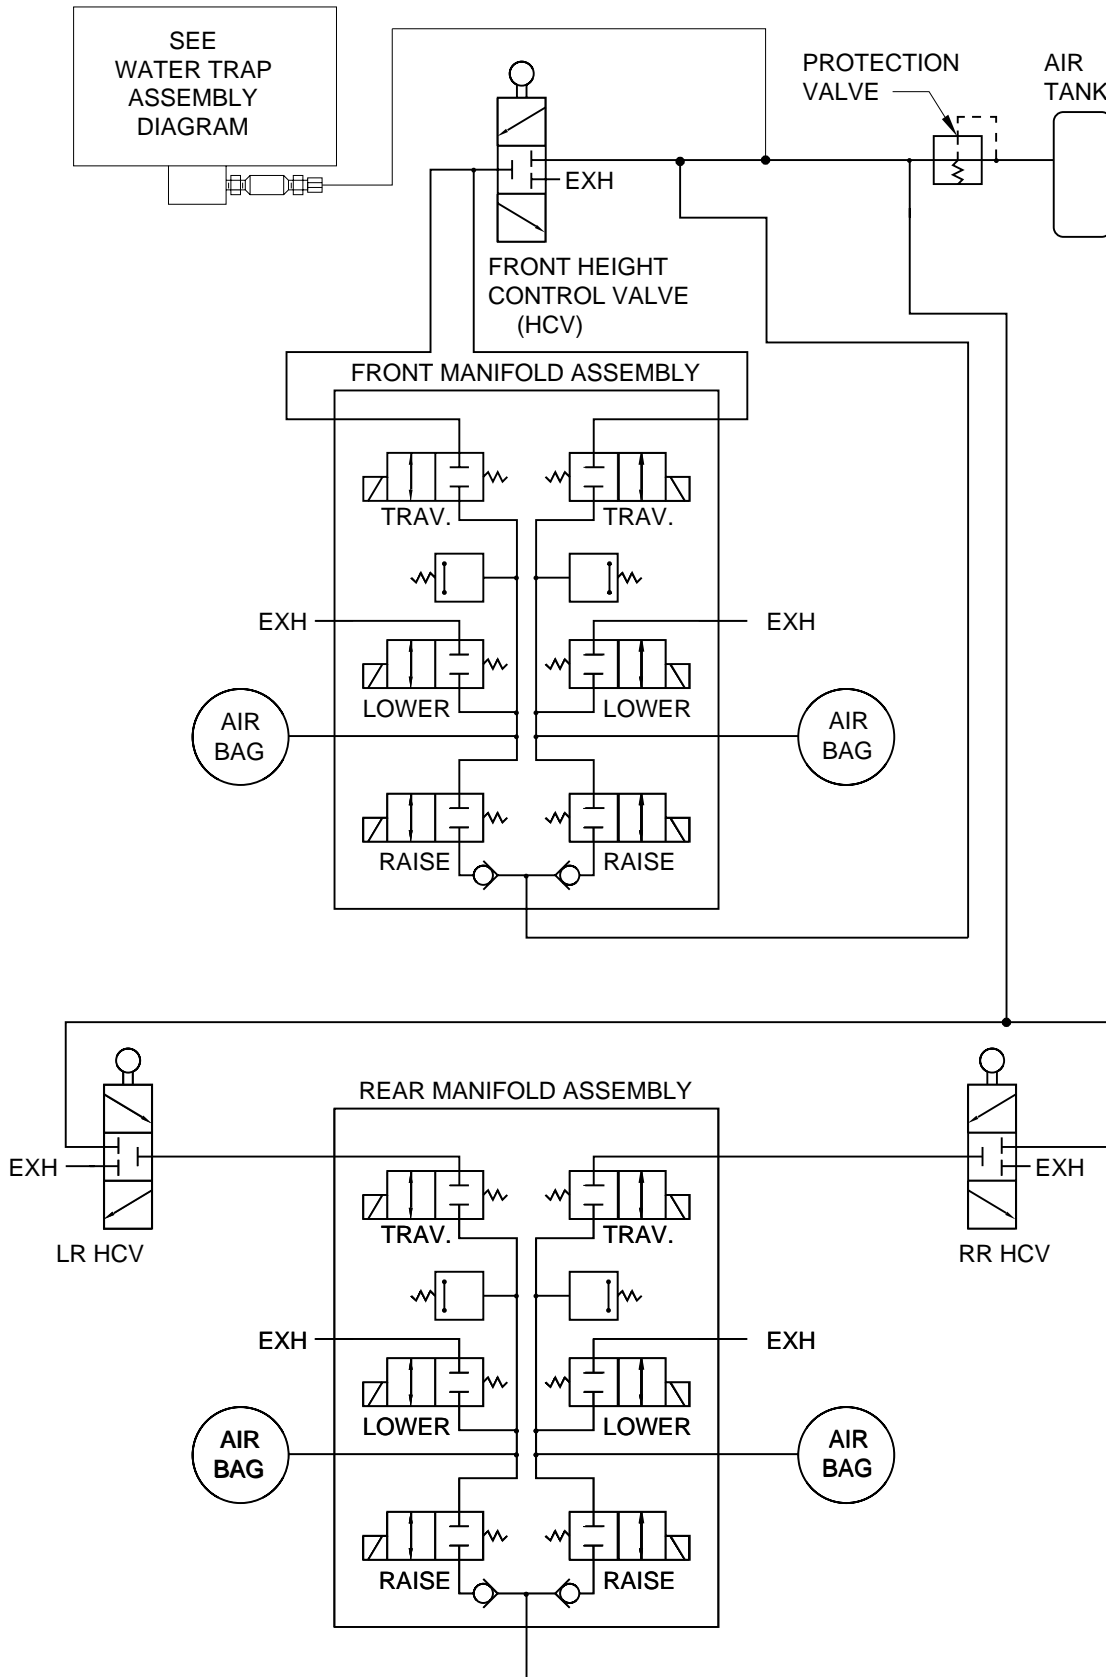 SEE
WATER TRAP
ASSEMBLY
DIAGRAM
PROTECTION
VALVE
AIR
TANK
EXH
FRONT HEIGHT
CONTROL VALVE
(HCV)
FRONT MANIFOLD ASSEMBLY
TRAV.
TRAV.
EXH
EXH
LOWER
LOWER
AIR
BAG
AIR
BAG
RAISE
RAISE
REAR MANIFOLD ASSEMBLY
EXH
EXH
LR HCV
TRAV.
TRAV.
RR HCV
EXH
EXH
LOWER
LOWER
AIR
BAG
AIR
BAG
RAISE
RAISE